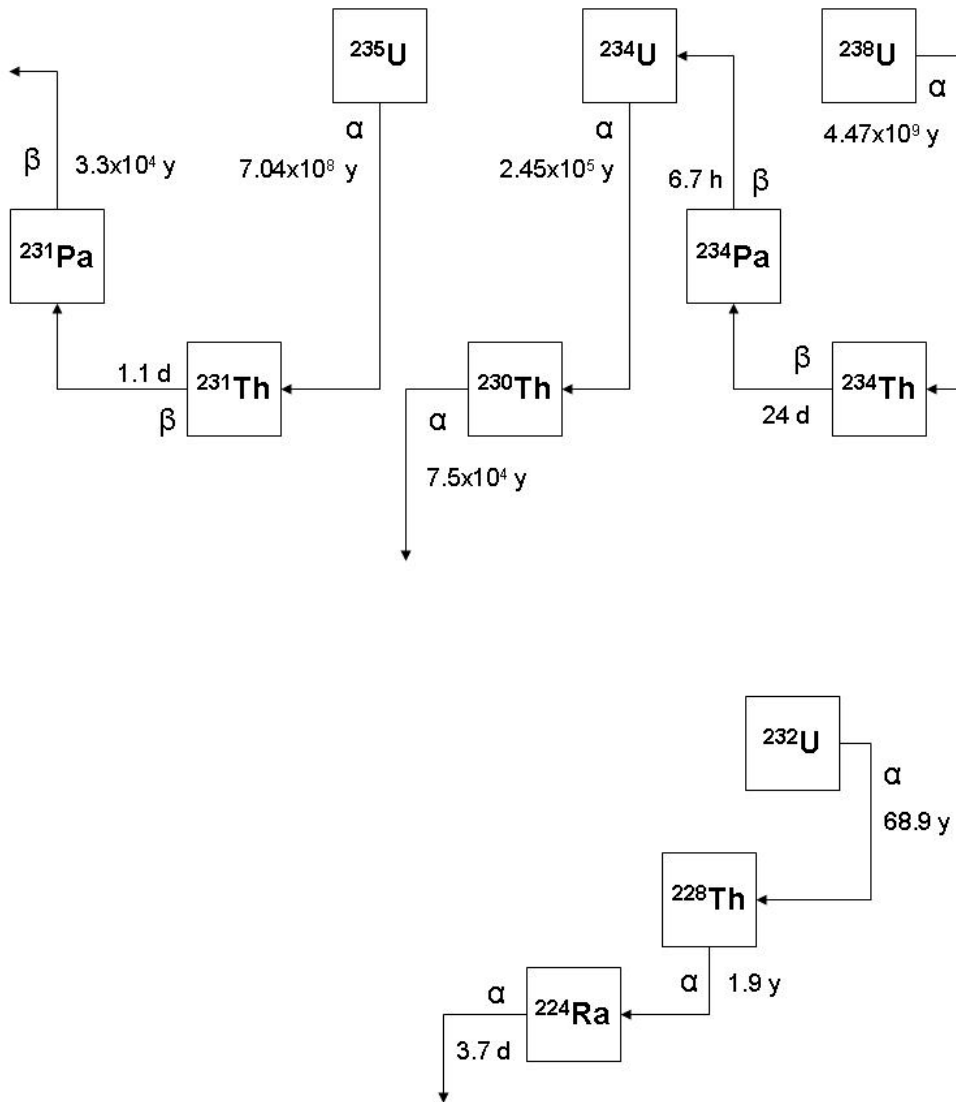 ²³⁵U
²³⁴U
²³⁸U
α
α
α
β
3.3x10⁴ y
7.04x10⁸ y
2.45x10⁵ y
6.7 h
β
4.47x10⁹ y
²³¹Pa
²³⁴Pa
1.1 d
β
²³¹Th
²³⁰Th
β
24 d
²³⁴Th
α
7.5x10⁴ y
²³²U
α
68.9 y
²²⁸Th
α
1.9 y
α
²²⁴Ra
3.7 d